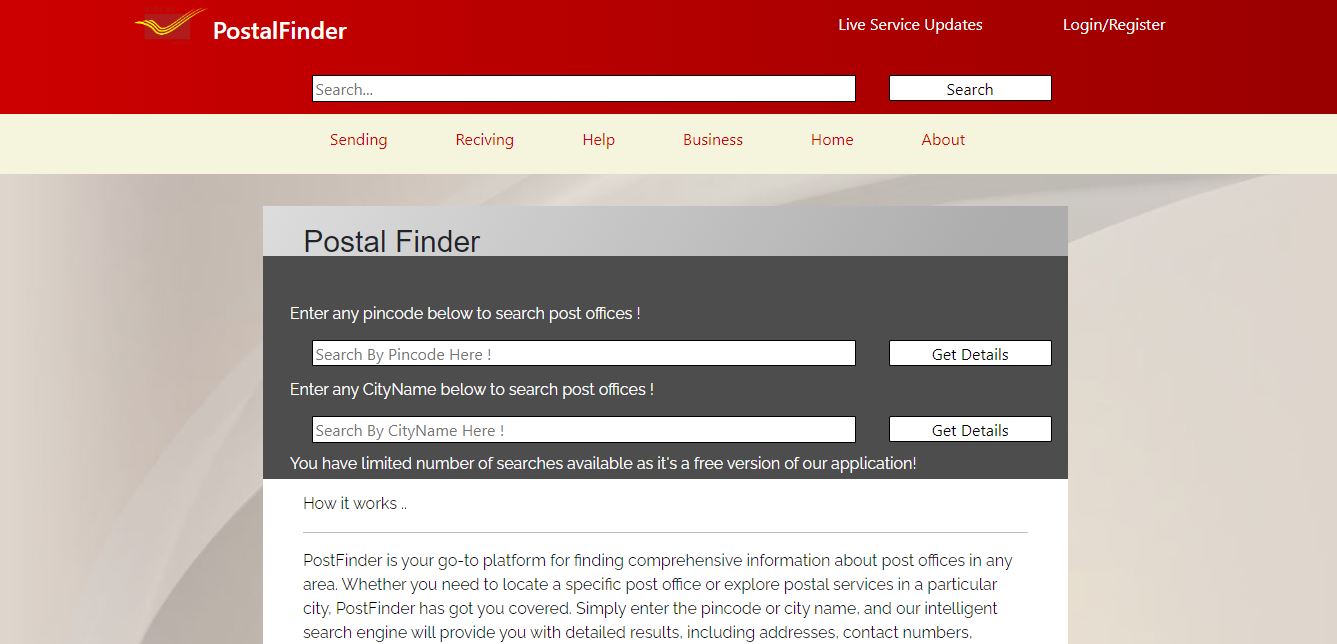 PostalFinder
Live Service Updates
Login/Register
Search...
Search
Sending
Reciving
Help
Business
Home
About
Postal Finder
Enter any pincode below to search post offices !
Search By Pincode Here !
Get Details
Enter any CityName below to search post offices !
Search By CityName Here !
Get Details
You have limited number of searches available as it's a free version of our application!
How it works ..
PostFinder is your go-to platform for finding comprehensive information about post offices in any
area. Whether you need to locate a specific post office or explore postal services in a particular
city, PostFinder has got you covered. Simply enter the pincode or city name, and our intelligent
search engine will provide you with detailed results, including addresses, contact numbers,